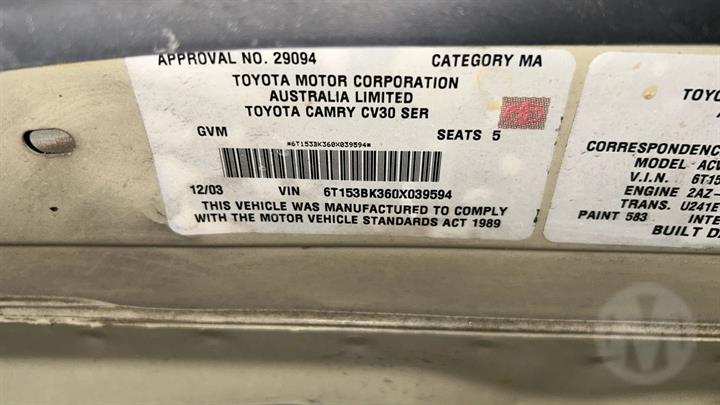 APPROVAL NO. 29094 CATEGORY MA
TOYOTA MOTOR CORPORATION
AUSTRALIA LIMITED
TOYOTA CAMRY CV30 SER
GVM SEATS 5
*6T153BK360X039594*
12/03 VIN 6T153BK360X039594
THIS VEHICLE WAS MANUFACTURED TO COMPLY
WITH THE MOTOR VEHICLE STANDARDS ACT 1989
TOYO
A
CORRESPONDENC
MODEL - ACV
V.I.N. 6T15
ENGINE 2AZ-
TRANS. U241E
PAINT 583 INTE
BUILT DA
M